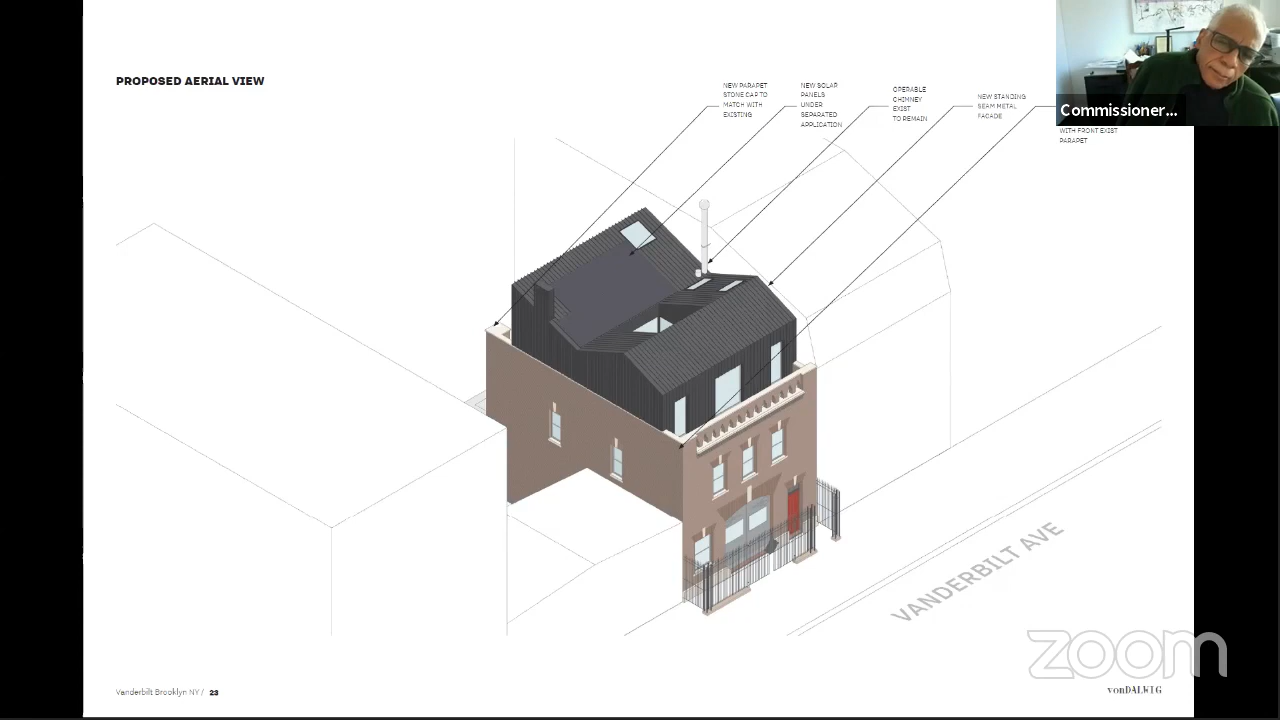 PROPOSED AERIAL VIEW
NEW PARAPET
STONE CAP TO
MATCH WITH
EXISTING
NEW SOLAR
PANELS
UNDER
SEPARATED
APPLICATION
OPERABLE
CHIMNEY
EXIST
TO REMAIN
NEW STANDING
SEAM METAL
FACADE
Commissioner...
WITH FRONT EXIST
PARAPET
VANDERBILT AVE
zoom
Vanderbilt Brooklyn NY / 23
vonDALWIG